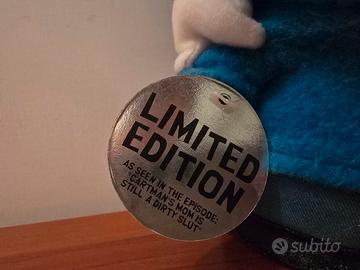 LIMITED
EDITION
AS SEEN IN THE EPISODE:
"CARTMAN'S MOM IS
STILL A DIRTY SLUT"
subito